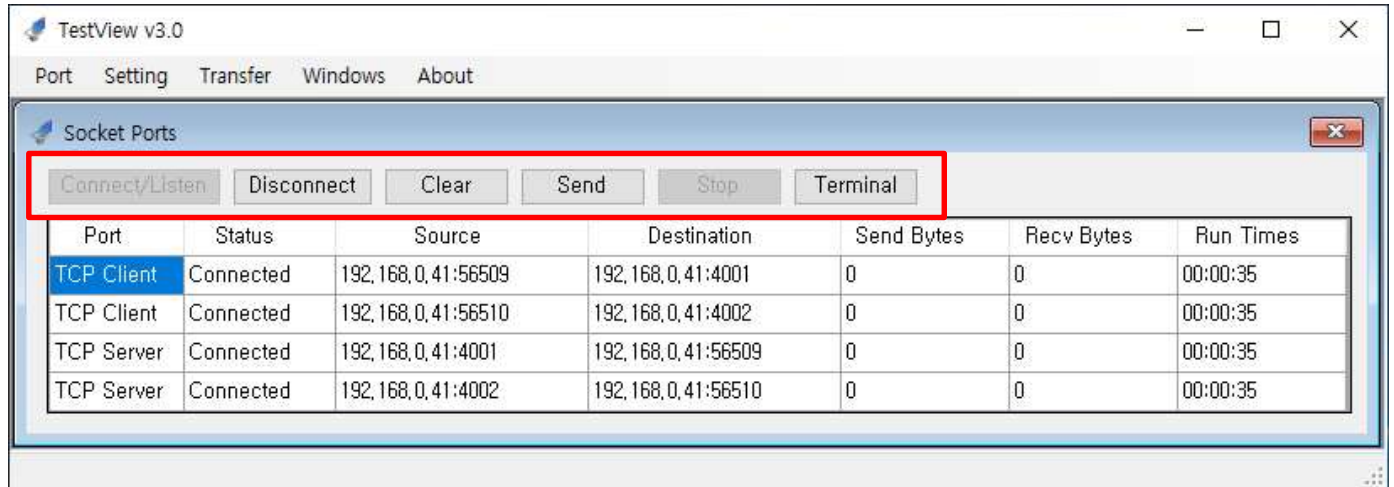 TestView v3.0
Port Setting Transfer Windows About
Socket Ports
Connect/Listen Disconnect Clear Send Stop Terminal
Port Status Source Destination Send Bytes Recv Bytes Run Times
TCP Client Connected 192.168.0.41:56509 192.168.0.41:4001 0 0 00:00:35
TCP Client Connected 192.168.0.41:56510 192.168.0.41:4002 0 0 00:00:35
TCP Server Connected 192.168.0.41:4001 192.168.0.41:56509 0 0 00:00:35
TCP Server Connected 192.168.0.41:4002 192.168.0.41:56510 0 0 00:00:35